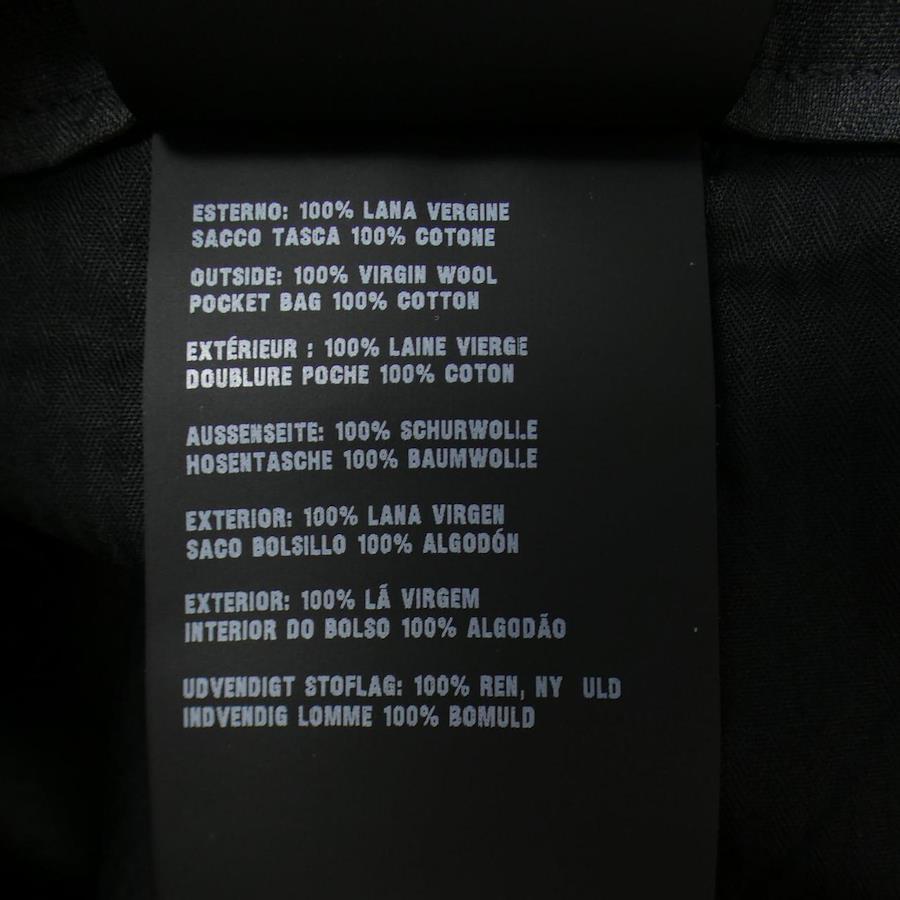 ESTERNO: 100% LANA VERGINE
SACCO TASCA 100% COTONE
OUTSIDE: 100% VIRGIN WOOL
POCKET BAG 100% COTTON
EXTÉRIEUR : 100% LAINE VIERGE
DOUBLURE POCHE 100% COTON
AUSSENSEITE: 100% SCHURWOLLE
HOSENTASCHE 100% BAUMWOLLE
EXTERIOR: 100% LANA VIRGEN
SACO BOLSILLO 100% ALGODÓN
EXTERIOR: 100% LÃ VIRGEM
INTERIOR DO BOLSO 100% ALGODÃO
UDVENDIGT STOFLAG: 100% REN, NY ULD
INDVENDIG LOMME 100% BOMULD